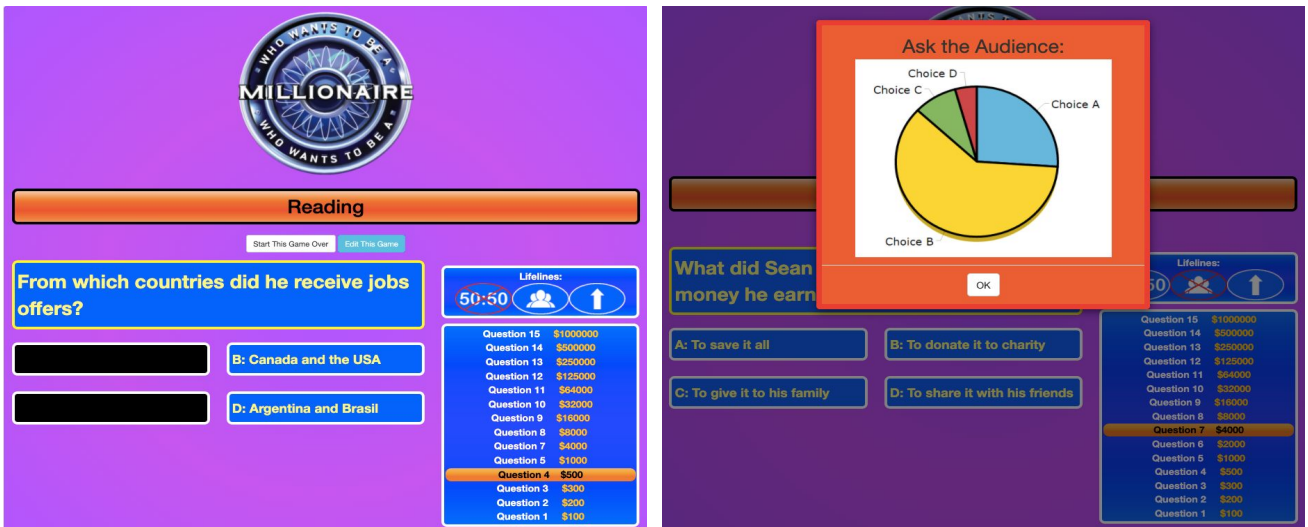 WHO WANTS TO BE A
MILLIONAIRE
WHO WANTS TO BE A
Reading
Start This Game Over
Edit This Game
From which countries did he receive jobs
offers?
B: Canada and the USA
D: Argentina and Brasil
Lifelines:
50:50
Question 15 $1000000
Question 14 $500000
Question 13 $250000
Question 12 $125000
Question 11 $64000
Question 10 $32000
Question 9 $16000
Question 8 $8000
Question 7 $4000
Question 5 $1000
Question 4 $500
Question 3 $300
Question 2 $200
Question 1 $100
WANTS TO
Ask the Audience:
Choice D
Choice C
Choice A
Choice B
OK
What did Sean
money he earn
A: To save it all
B: To donate it to charity
C: To give it to his family
D: To share it with his friends
Lifelines:
50
Question 15 $1000000
Question 14 $500000
Question 13 $250000
Question 12 $125000
Question 11 $64000
Question 10 $32000
Question 9 $16000
Question 8 $8000
Question 7 $4000
Question 6 $2000
Question 5 $1000
Question 4 $500
Question 3 $300
Question 2 $200
Question 1 $100